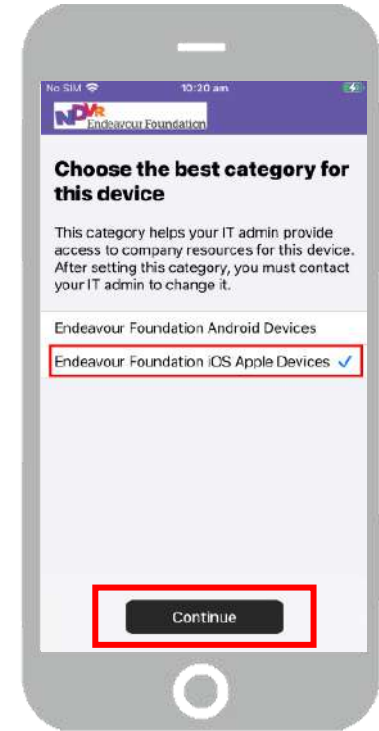 No SIM 10:20 am
NDVR
Endeavour Foundation
Choose the best category for
this device
This category helps your IT admin provide
access to company resources for this device.
After setting this category, you must contact
your IT admin to change it.
Endeavour Foundation Android Devices
Endeavour Foundation iOS Apple Devices
Continue